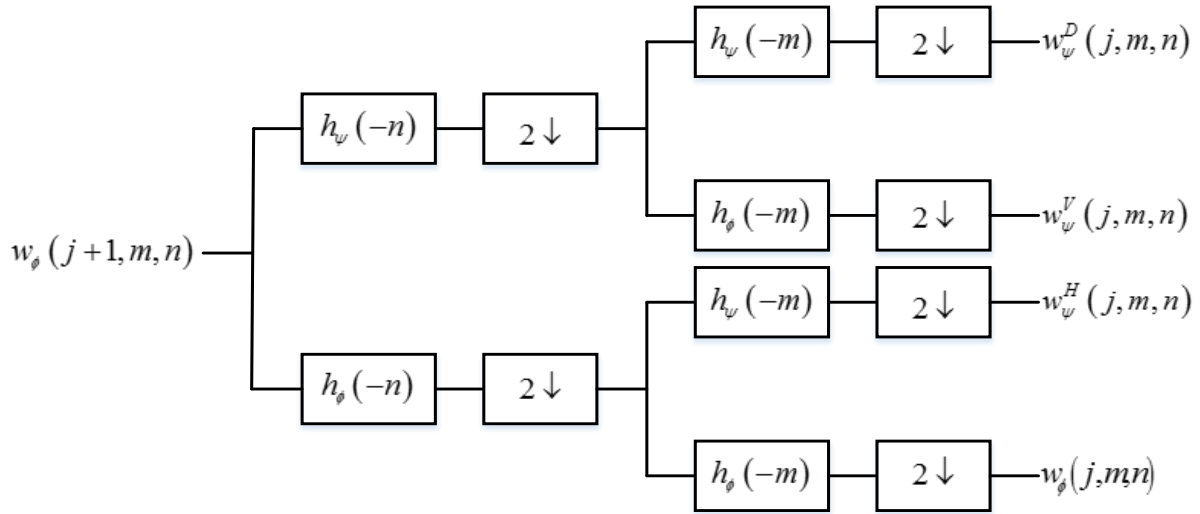 h_ψ(−m) 2↓ w_ψ^D(j,m,n)
h_ψ(−n) 2↓
h_ϕ(−m) 2↓ w_ψ^V(j,m,n)
w_ϕ(j+1,m,n)
h_ψ(−m) 2↓ w_ψ^H(j,m,n)
h_ϕ(−n) 2↓
h_ϕ(−m) 2↓ w_ϕ(j,m,n)